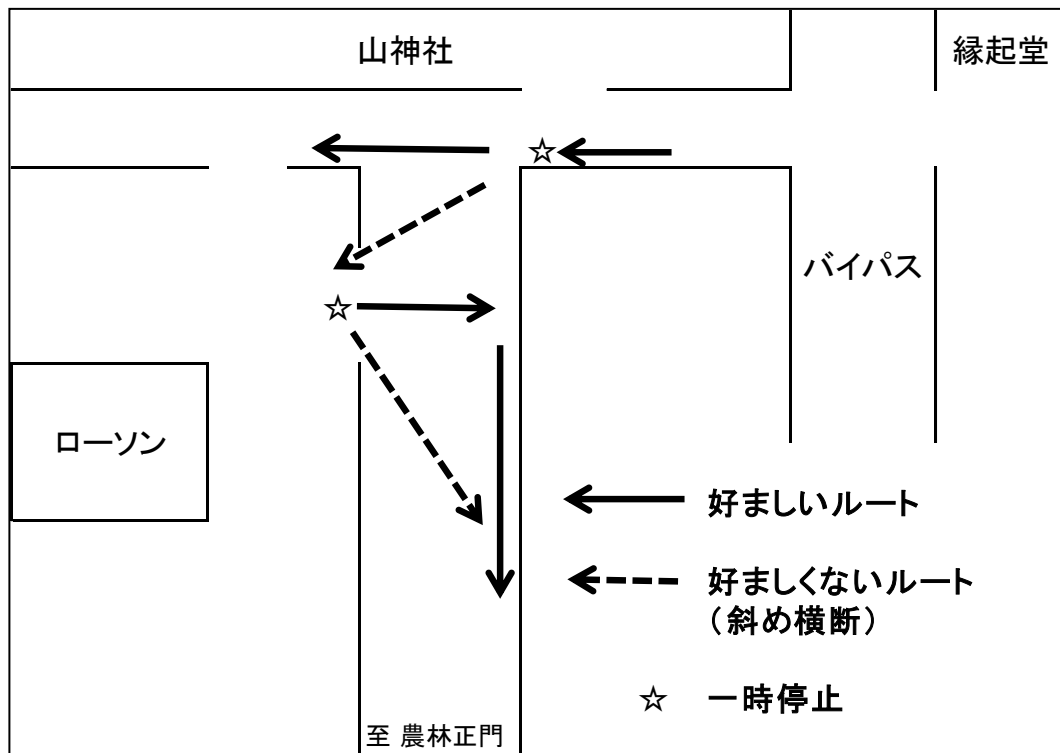 山神社
縁起堂
バイパス
ローソン
好ましいルート
好ましくないルート
（斜め横断）
☆ 一時停止
至 農林正門